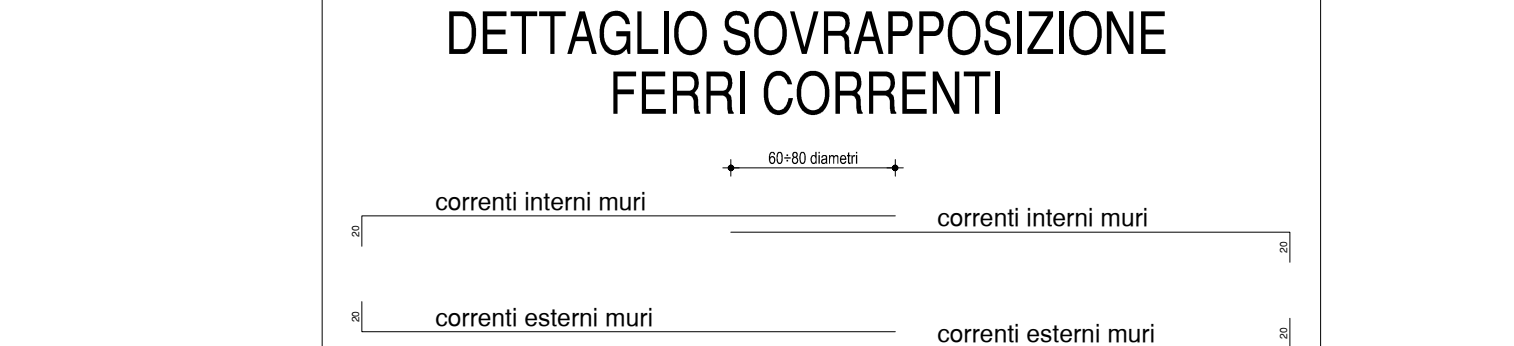 DETTAGLIO SOVRAPPOSIZIONE
FERRI CORRENTI
60÷80 diametri
correnti interni muri
correnti interni muri
20
20
20
correnti esterni muri
correnti esterni muri
20